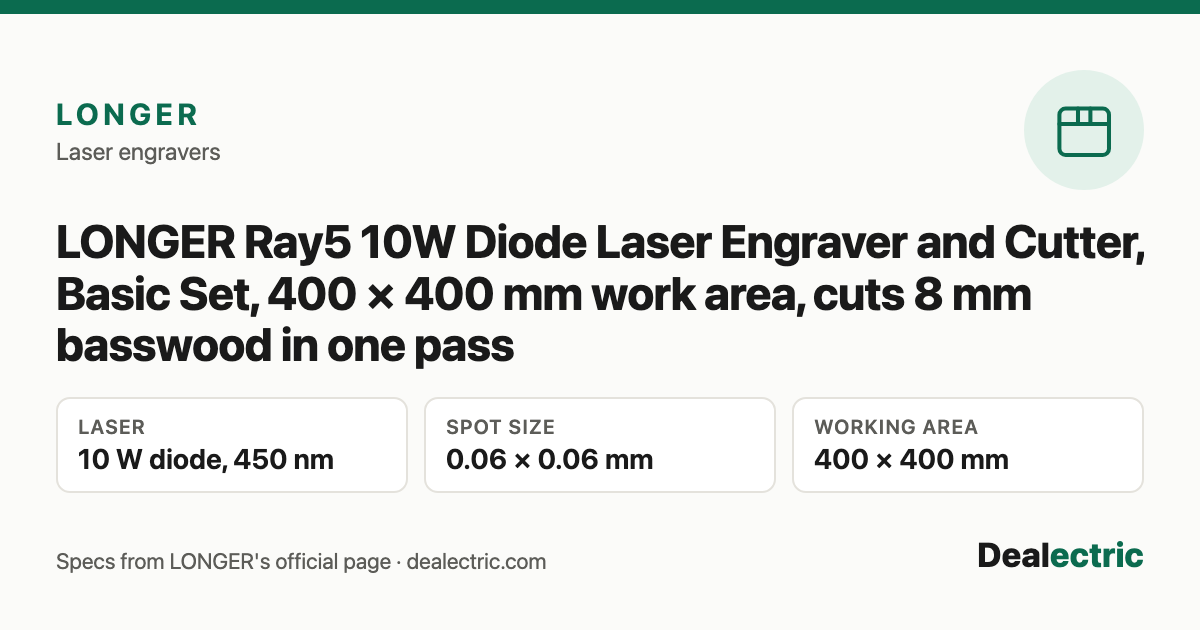 LONGER
Laser engravers
LONGER Ray5 10W Diode Laser Engraver and Cutter,
Basic Set, 400 × 400 mm work area, cuts 8 mm
basswood in one pass
LASER
10 W diode, 450 nm
SPOT SIZE
0.06 × 0.06 mm
WORKING AREA
400 × 400 mm
Specs from LONGER's official page · dealectric.com
Dealectric